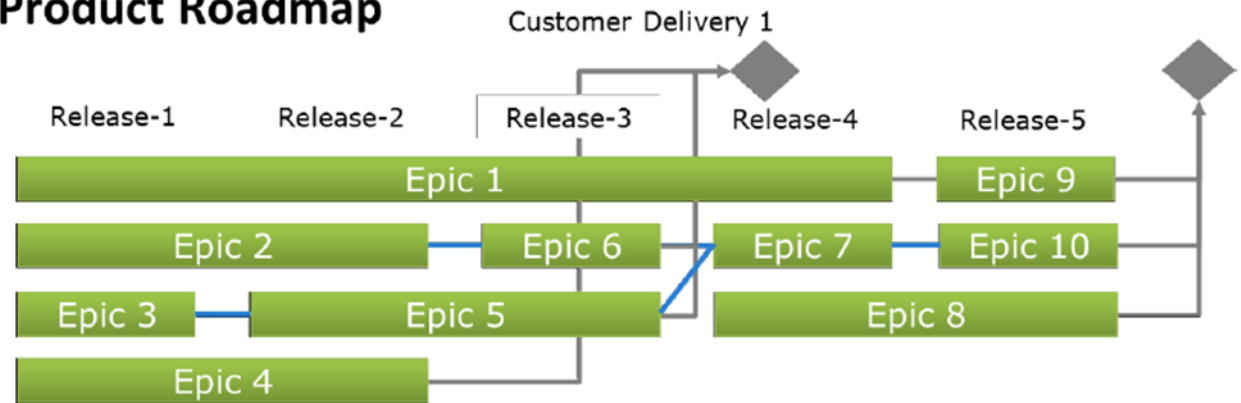 Product Roadmap
Customer Delivery 1
Release-1
Release-2
Release-3
Release-4
Release-5
Epic 1
Epic 9
Epic 2
Epic 6
Epic 7
Epic 10
Epic 3
Epic 5
Epic 8
Epic 4